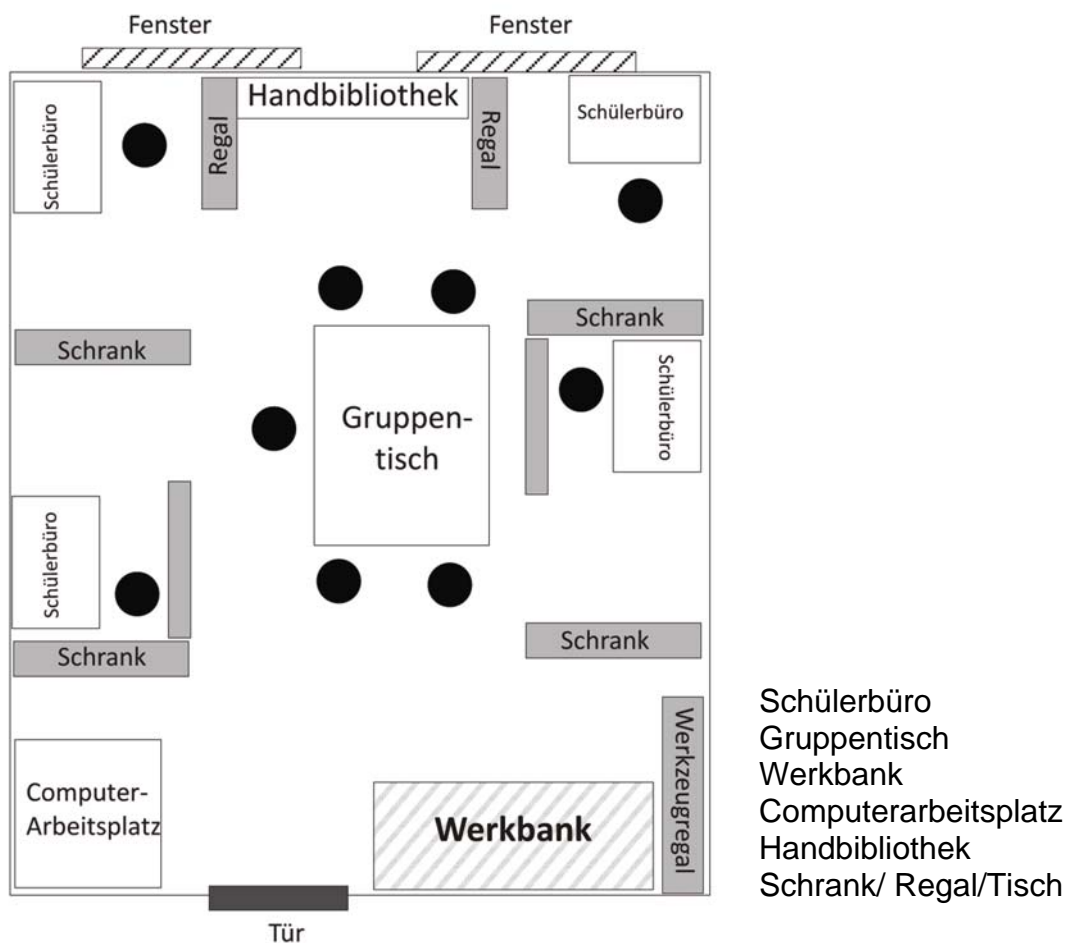 Fenster
Fenster
Handbibliothek
Regal
Regal
Schülerbüro
Schülerbüro
Schrank
Schrank
Schülerbüro
Gruppen-
tisch
Schülerbüro
Schrank
Schrank
Werkzeugregal
Computer-
Arbeitsplatz
Werkbank
Tür
Schülerbüro
Gruppentisch
Werkbank
Computerarbeitsplatz
Handbibliothek
Schrank/ Regal/Tisch